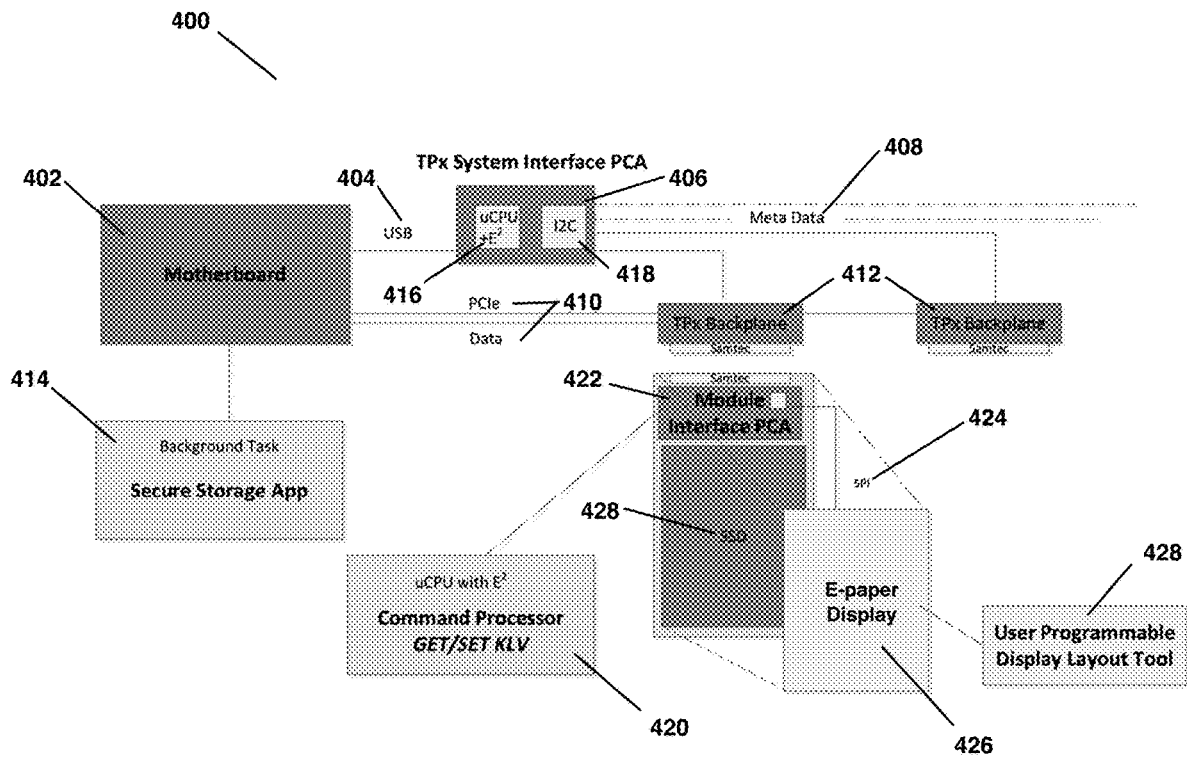 400
TPx System Interface PCA
408
402
404
406
uCPU
+E²
I2C
Meta Data
USB
Motherboard
416
418
PCIe
410
412
Data
TPx Backplane
TPx Backplane
Samtec
Samtec
414
422
Samtec
Module
Interface PCA
424
Background Task
Secure Storage App
SPI
428
SSD
uCPU with E²
Command Processor
GET/SET KLV
E-paper
Display
428
User Programmable
Display Layout Tool
420
426